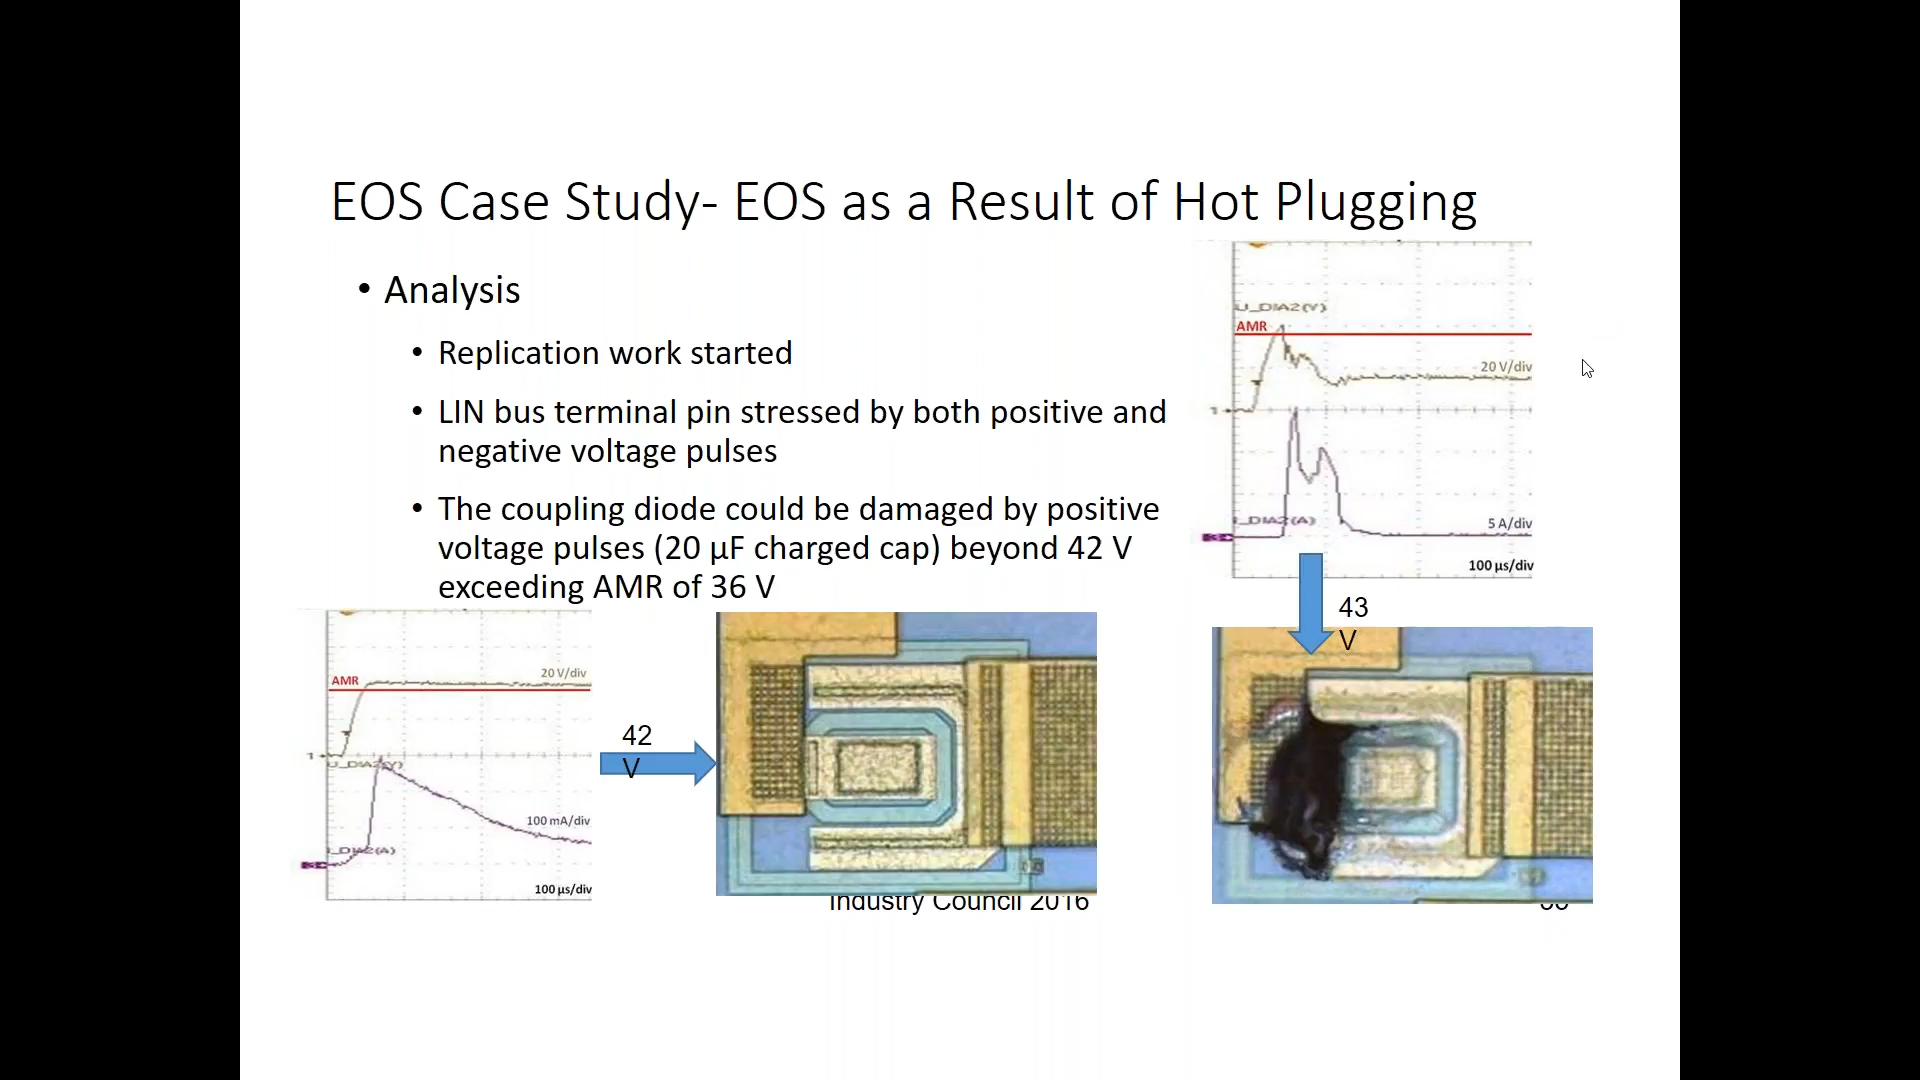 EOS Case Study- EOS as a Result of Hot Plugging
• Analysis
• Replication work started
• LIN bus terminal pin stressed by both positive and
negative voltage pulses
• The coupling diode could be damaged by positive
voltage pulses (20 µF charged cap) beyond 42 V
exceeding AMR of 36 V
U_DIA2(Y)
AMR
20 V/div
1
I_DIA2(A)
5 A/div
100 µs/div
43
V
AMR
20 V/div
1
U_DIA2(Y)
100 mA/div
I_DIA2(A)
100 µs/div
42
V
Industry Council 2016